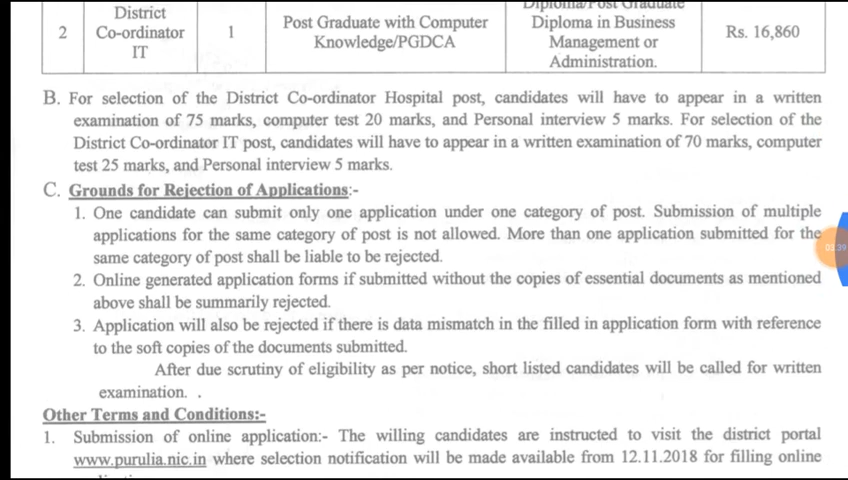 Diploma/Post Graduate
District
2 Co-ordinator 1 Post Graduate with Computer Diploma in Business Rs. 16,860
IT Knowledge/PGDCA Management or
Administration.
B. For selection of the District Co-ordinator Hospital post, candidates will have to appear in a written
examination of 75 marks, computer test 20 marks, and Personal interview 5 marks. For selection of the
District Co-ordinator IT post, candidates will have to appear in a written examination of 70 marks, computer
test 25 marks, and Personal interview 5 marks.
C. Grounds for Rejection of Applications:-
1. One candidate can submit only one application under one category of post. Submission of multiple
applications for the same category of post is not allowed. More than one application submitted for the
same category of post shall be liable to be rejected.
2. Online generated application forms if submitted without the copies of essential documents as mentioned
above shall be summarily rejected.
3. Application will also be rejected if there is data mismatch in the filled in application form with reference
to the soft copies of the documents submitted.
After due scrutiny of eligibility as per notice, short listed candidates will be called for written
examination. .
Other Terms and Conditions:-
1. Submission of online application:- The willing candidates are instructed to visit the district portal
www.purulia.nic.in where selection notification will be made available from 12.11.2018 for filling online
03:39